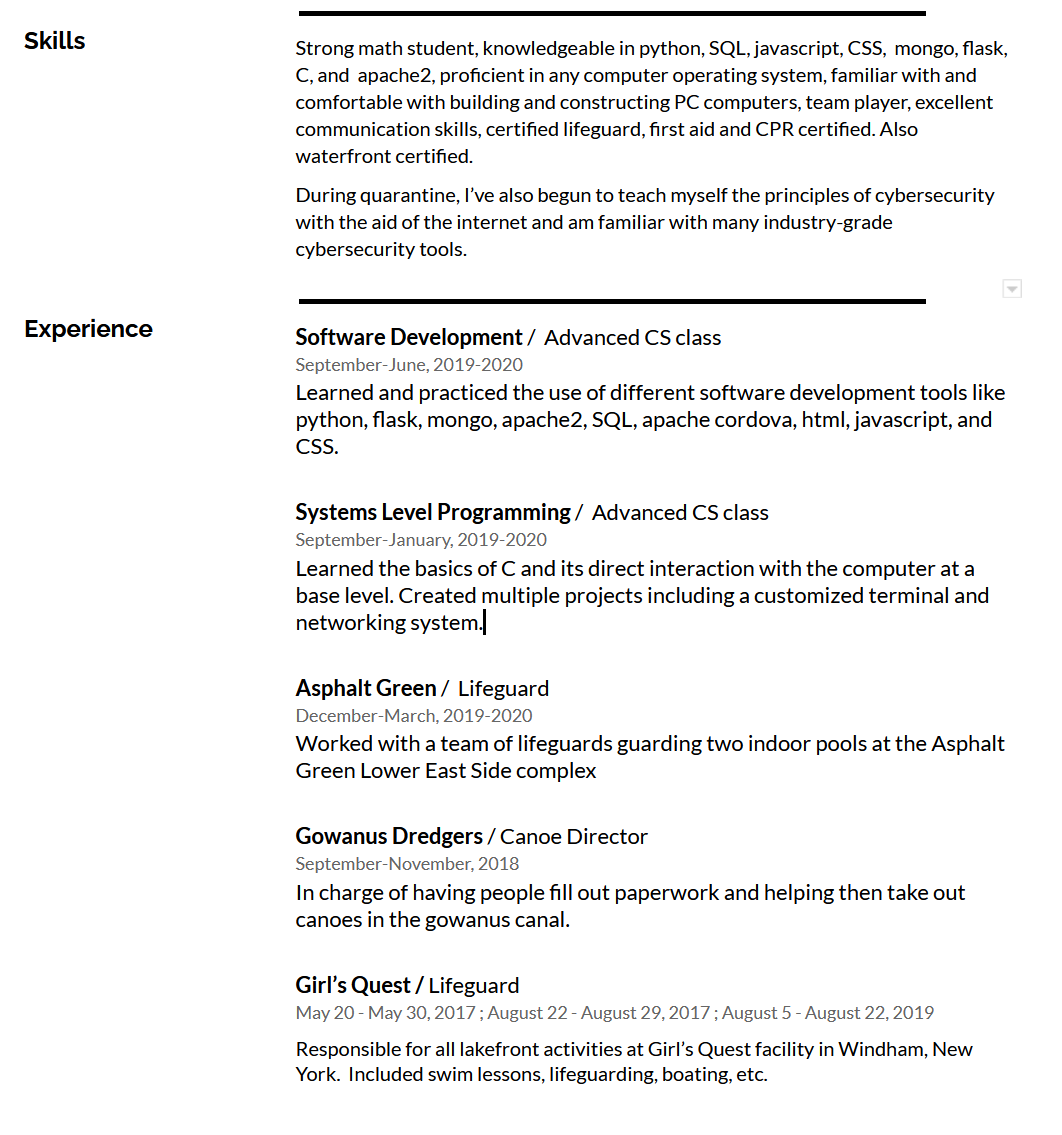 Skills
Strong math student, knowledgeable in python, SQL, javascript, CSS,  mongo, flask,
C, and  apache2, proficient in any computer operating system, familiar with and
comfortable with building and constructing PC computers, team player, excellent
communication skills, certified lifeguard, first aid and CPR certified. Also
waterfront certified.
During quarantine, I’ve also begun to teach myself the principles of cybersecurity
with the aid of the internet and am familiar with many industry-grade
cybersecurity tools.
Experience
Software Development /  Advanced CS class
September-June, 2019-2020
Learned and practiced the use of different software development tools like
python, flask, mongo, apache2, SQL, apache cordova, html, javascript, and
CSS.
Systems Level Programming /  Advanced CS class
September-January, 2019-2020
Learned the basics of C and its direct interaction with the computer at a
base level. Created multiple projects including a customized terminal and
networking system.
Asphalt Green /  Lifeguard
December-March, 2019-2020
Worked with a team of lifeguards guarding two indoor pools at the Asphalt
Green Lower East Side complex
Gowanus Dredgers / Canoe Director
September-November, 2018
In charge of having people fill out paperwork and helping then take out
canoes in the gowanus canal.
Girl’s Quest / Lifeguard
May 20 - May 30, 2017 ; August 22 - August 29, 2017 ; August 5 - August 22, 2019
Responsible for all lakefront activities at Girl’s Quest facility in Windham, New
York.  Included swim lessons, lifeguarding, boating, etc.